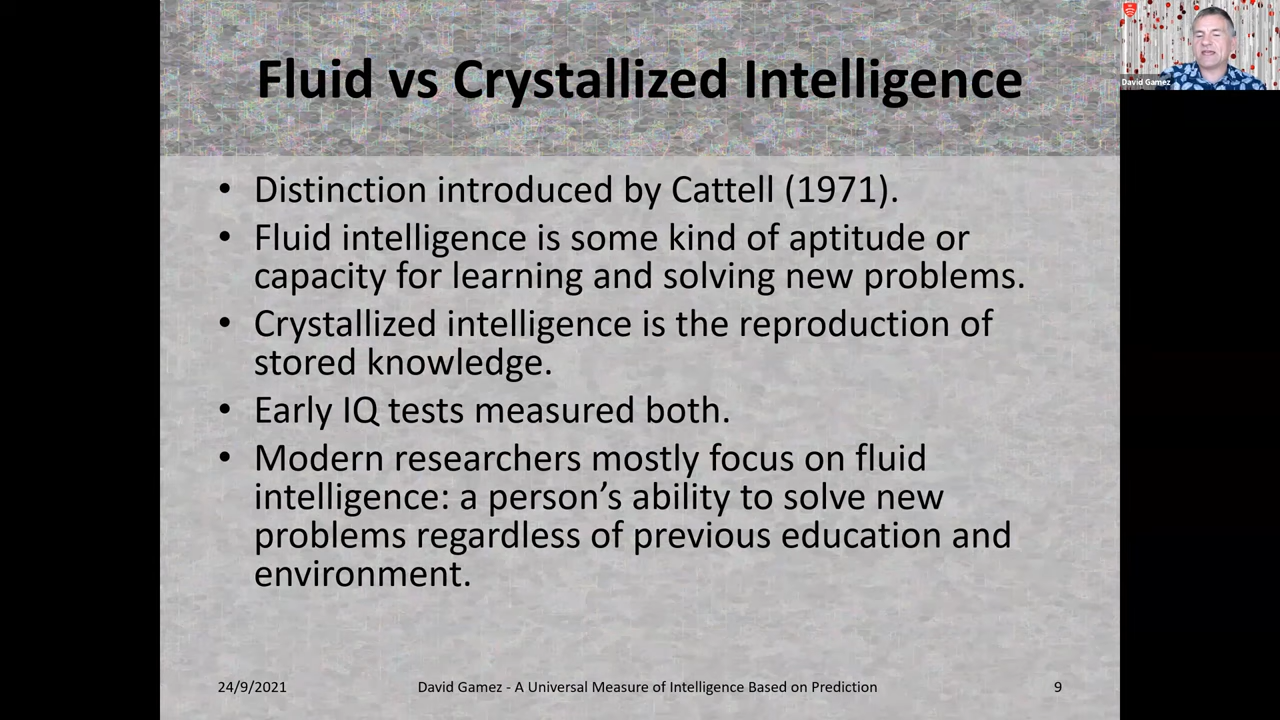 Fluid vs Crystallized Intelligence
David Gamez
• Distinction introduced by Cattell (1971).
• Fluid intelligence is some kind of aptitude or
capacity for learning and solving new problems.
• Crystallized intelligence is the reproduction of
stored knowledge.
• Early IQ tests measured both.
• Modern researchers mostly focus on fluid
intelligence: a person’s ability to solve new
problems regardless of previous education and
environment.
24/9/2021 David Gamez - A Universal Measure of Intelligence Based on Prediction 9